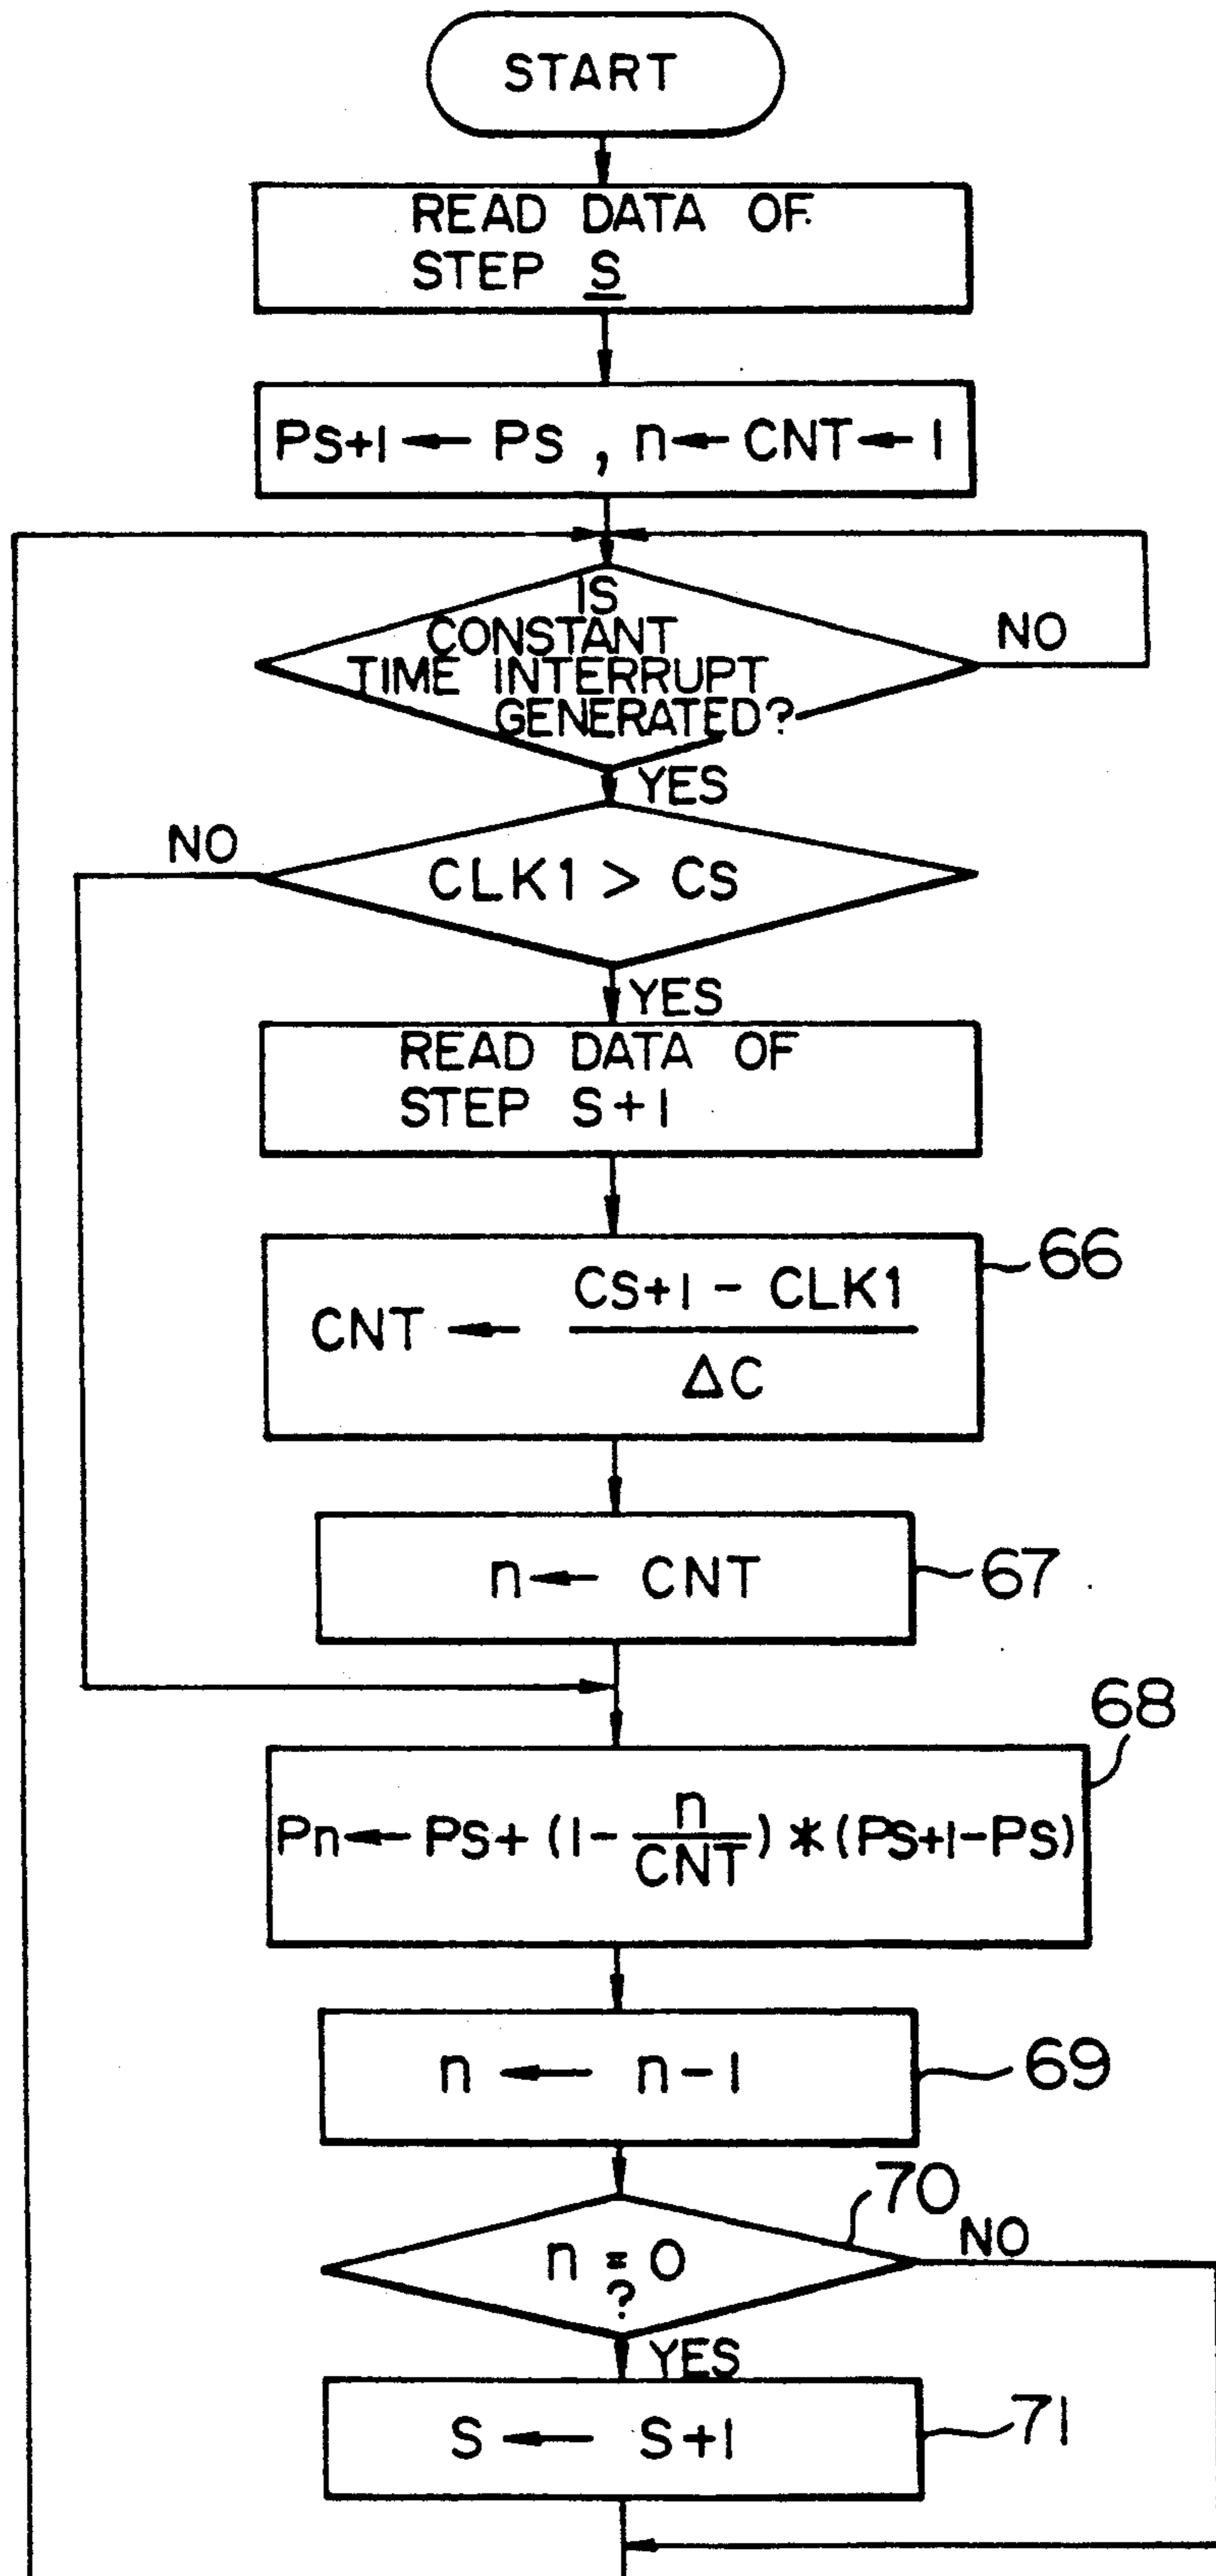 START
READ DATA OF
STEP S
PS+1 ← PS , n ← CNT ← 1
IS
CONSTANT
TIME INTERRUPT
GENERATED?
NO
YES
NO
CLK1 > CS
YES
READ DATA OF
STEP S+1
66
CS+1 - CLK1
CNT ←
ΔC
n ← CNT
67
68
n
Pn ← PS + (1 - ) * (PS+1 - PS)
CNT
n ← n-1
69
70
NO
n = 0
?
YES
S ← S+1
71